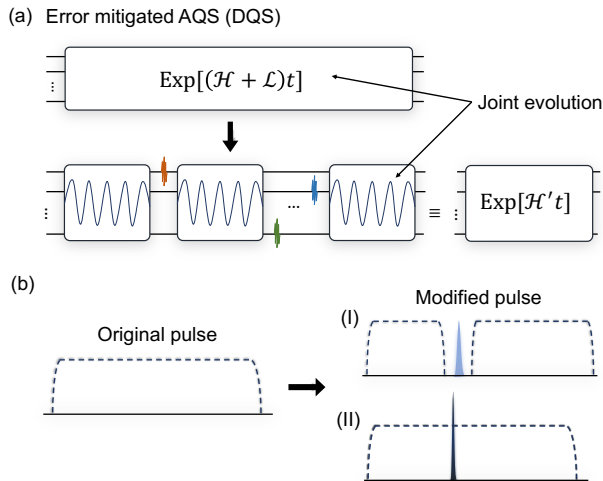 (a) Error mitigated AQS (DQS)
Exp[(ℋ + ℒ)t]
⋮
Joint evolution
⋮ ... ≡ ⋮ Exp[ℋ′t]
(b)
Modified pulse
Original pulse
(I)
(II)